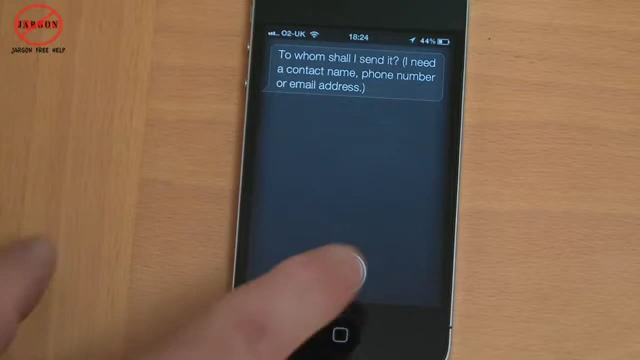 JARGON
JARGON FREE HELP
O2-UK 18:24 44%
To whom shall I send it? (I need
a contact name, phone number
or email address.)